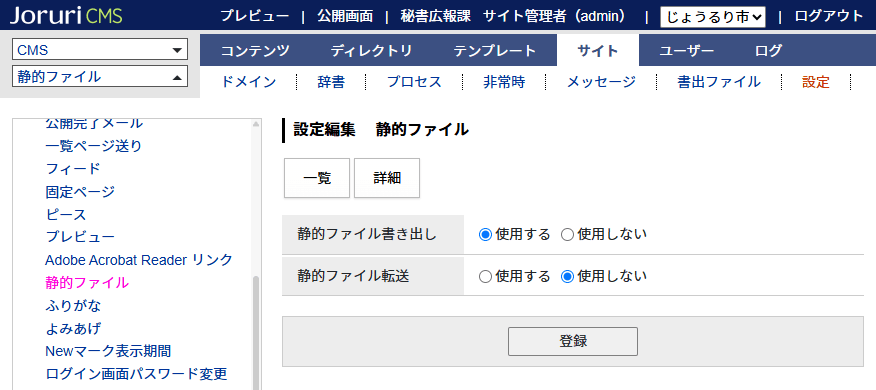 Joruri CMS プレビュー | 公開画面 | 秘書広報課 サイト管理者（admin） | じょうるり市 | ログアウト
CMS
コンテンツ ディレクトリ テンプレート サイト ユーザー ログ
静的ファイル
ドメイン 辞書 プロセス 非常時 メッセージ 書出ファイル 設定
公開完了メール
一覧ページ送り
フィード
固定ページ
ピース
プレビュー
Adobe Acrobat Reader リンク
静的ファイル
ふりがな
よみあげ
Newマーク表示期間
ログイン画面パスワード変更
設定編集 静的ファイル
一覧 詳細
静的ファイル書き出し 使用する 使用しない
静的ファイル転送 使用する 使用しない
登録